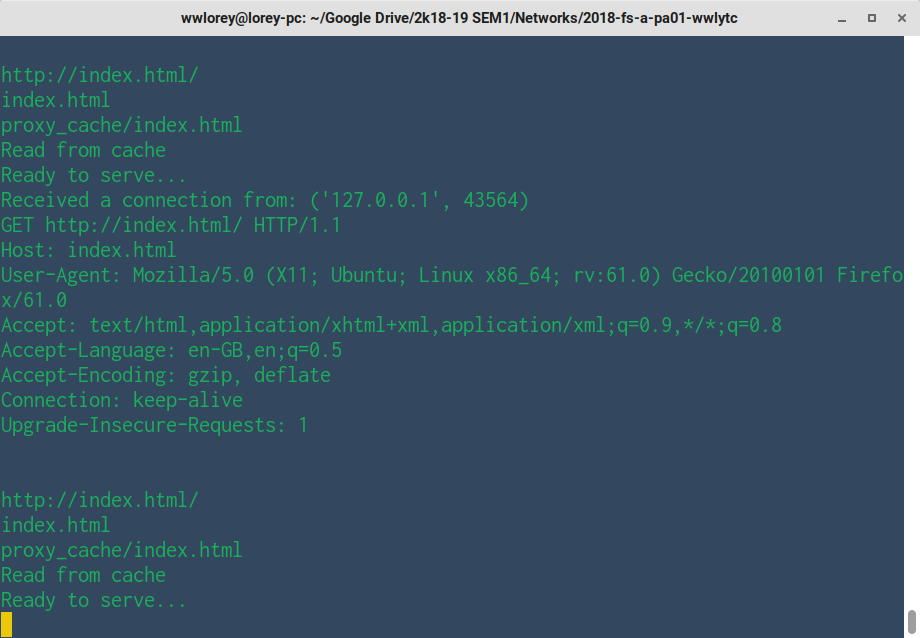 wwlorey@lorey-pc: ~/Google Drive/2k18-19 SEM1/Networks/2018-fs-a-pa01-wwlytc
http://index.html/
index.html
proxy_cache/index.html
Read from cache
Ready to serve...
Received a connection from: ('127.0.0.1', 43564)
GET http://index.html/ HTTP/1.1
Host: index.html
User-Agent: Mozilla/5.0 (X11; Ubuntu; Linux x86_64; rv:61.0) Gecko/20100101 Firefo
x/61.0
Accept: text/html,application/xhtml+xml,application/xml;q=0.9,*/*;q=0.8
Accept-Language: en-GB,en;q=0.5
Accept-Encoding: gzip, deflate
Connection: keep-alive
Upgrade-Insecure-Requests: 1
http://index.html/
index.html
proxy_cache/index.html
Read from cache
Ready to serve...